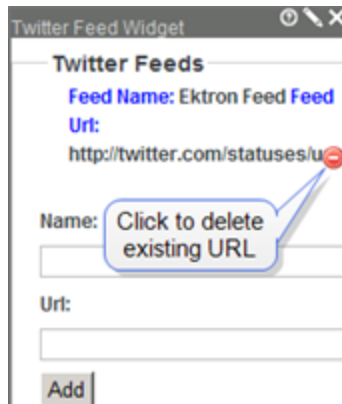 Twitter Feed Widget
Twitter Feeds
Feed Name: Ektron Feed Feed
Url:
http://twitter.com/statuses/u
Name:
Click to delete
existing URL
Url:
Add